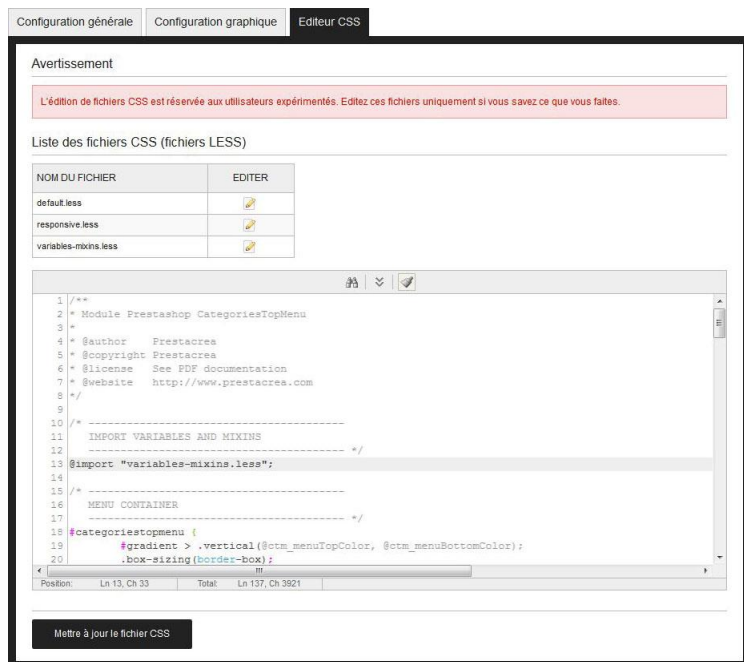 Configuration générale Configuration graphique Editeur CSS
Avertissement
L'édition de fichiers CSS est réservée aux utilisateurs expérimentés. Editez ces fichiers uniquement si vous savez ce que vous faites.
Liste des fichiers CSS (fichiers LESS)
NOM DU FICHIER EDITER
default.less
responsive.less
variables-mixins.less
1 /**
2 * Module Prestashop CategoriesTopMenu
3 *
4 * @author Prestacrea
5 * @copyright Prestacrea
6 * @license See PDF documentation
7 * @website http://www.prestacrea.com
8 */
9
10 /* ----------------------------------------
11 IMPORT VARIABLES AND MIXINS
12 ---------------------------------------- */
13 @import "variables-mixins.less";
14
15 /* ----------------------------------------
16 MENU CONTAINER
17 ---------------------------------------- */
18 #categoriestopmenu {
19 #gradient > .vertical(@ctm_menuTopColor, @ctm_menuBottomColor);
20 .box-sizing(border-box);
Position: Ln 13, Ch 33 Total: Ln 137, Ch 3921
Mettre à jour le fichier CSS